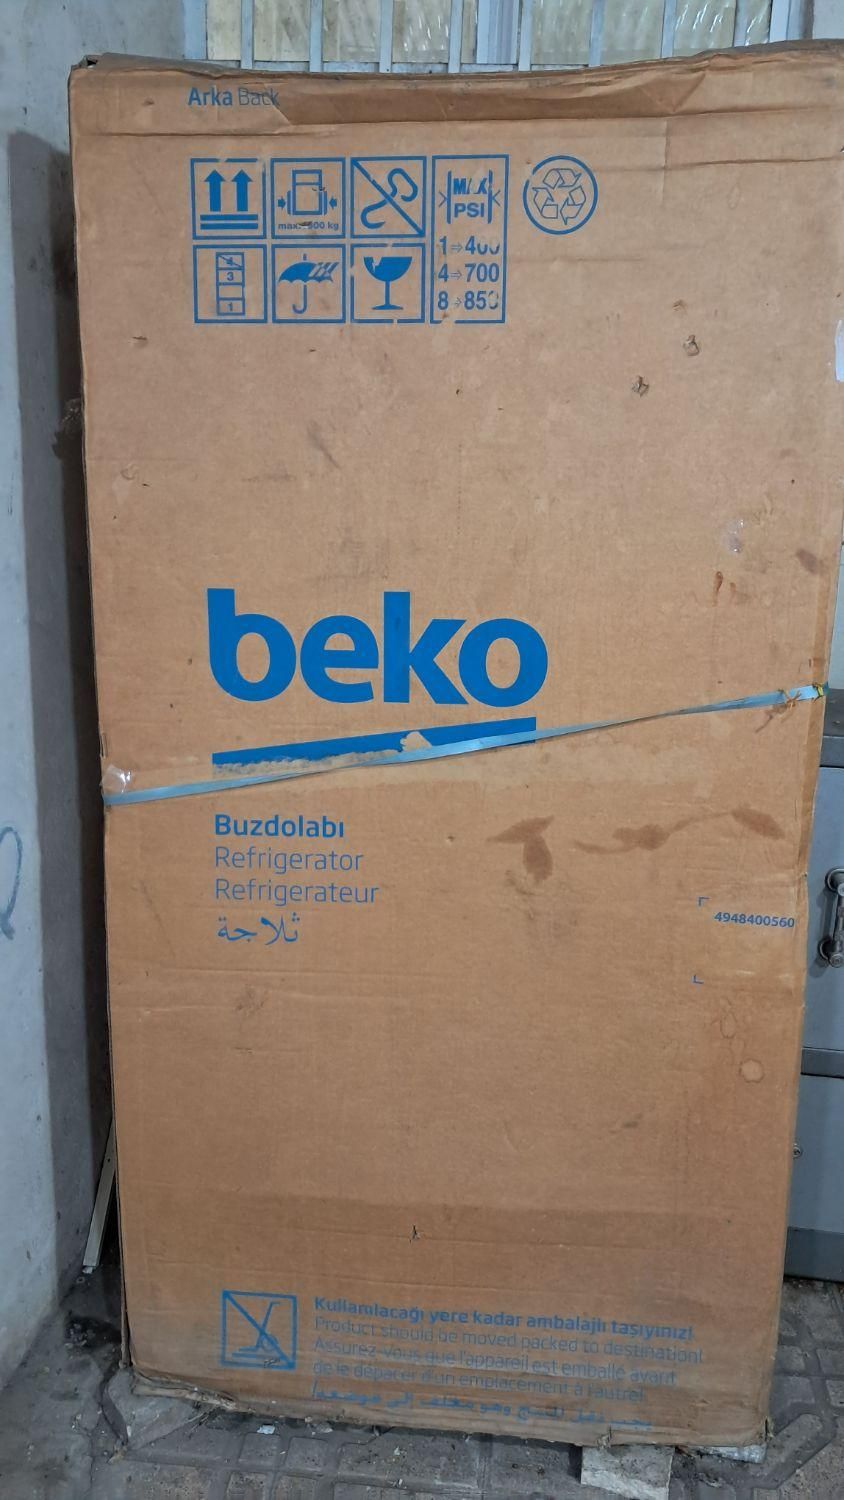 Arka Back
MAX
PSI
max. 500 kg
1⇒400
4
3
4⇒700
1
8⇒850
beko
Buzdolabı
Refrigerator
Refrigerateur
ثلاجة
4948400560
Kullanılacağı yere kadar ambalajlı taşıyınız!
Product should be moved packed to destination!
Assurez-vous que l'appareil est emballé avant
de le dépacer d'un emplacement à l'autre!